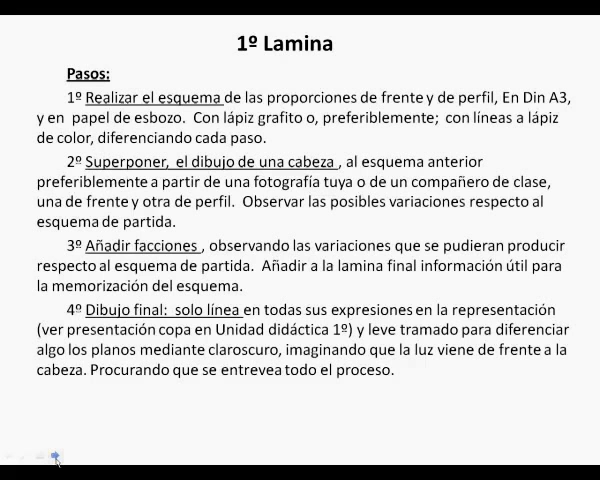 1º Lamina
Pasos:
1º Realizar el esquema de las proporciones de frente y de perfil, En Din A3,
y en papel de esbozo. Con lápiz grafito o, preferiblemente; con líneas a lápiz
de color, diferenciando cada paso.
2º Superponer, el dibujo de una cabeza , al esquema anterior
preferiblemente a partir de una fotografía tuya o de un compañero de clase,
una de frente y otra de perfil. Observar las posibles variaciones respecto al
esquema de partida.
3º Añadir facciones , observando las variaciones que se pudieran producir
respecto al esquema de partida. Añadir a la lamina final información útil para
la memorización del esquema.
4º Dibujo final: solo línea en todas sus expresiones en la representación
(ver presentación copa en Unidad didáctica 1º) y leve tramado para diferenciar
algo los planos mediante claroscuro, imaginando que la luz viene de frente a la
cabeza. Procurando que se entrevea todo el proceso.